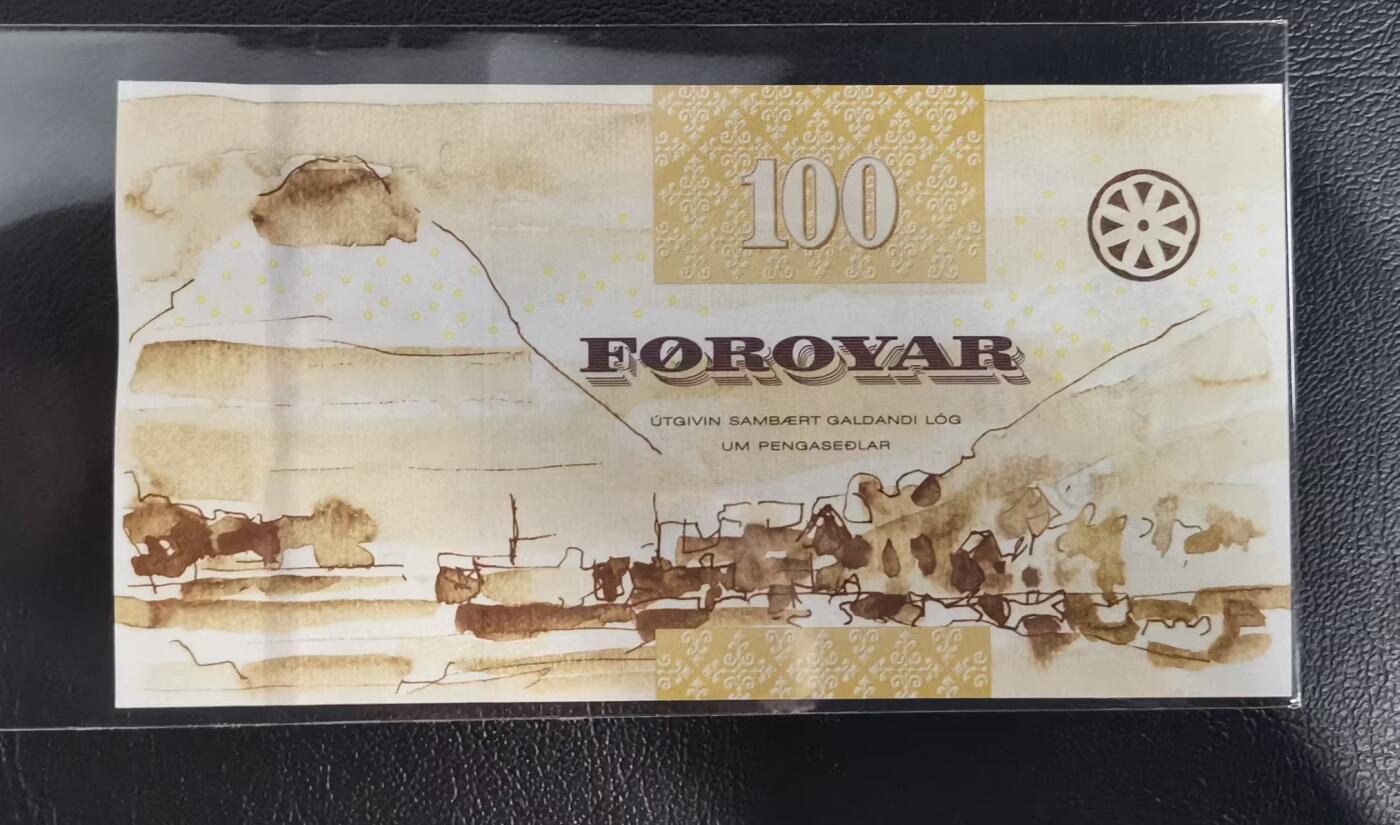 100
FØROYAR
ÚTGIVIN SAMBÆRT GALDANDI LÓG
UM PENGASEÐLAR